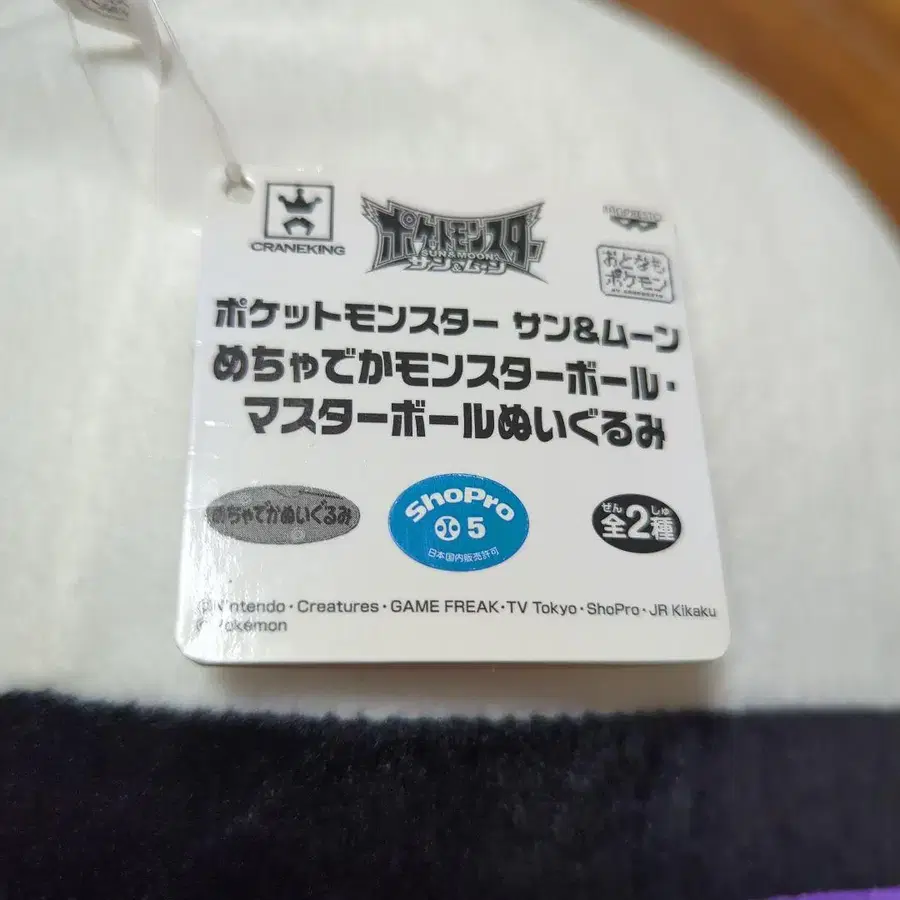 CRANEKING
ポケットモンスター
SUN & MOON
サン&ムーン
BANPRESTO
おとなも
ポケモン
ポケットモンスター サン&ムーン
めちゃでかモンスターボール・
マスターボールぬいぐるみ
めちゃでかぬいぐるみ
ShoPro
5
日本国内販売許可
ぜん しゅ
全2種
©Nintendo・Creatures・GAME FREAK・TV Tokyo・ShoPro・JR Kikaku
©Pokémon